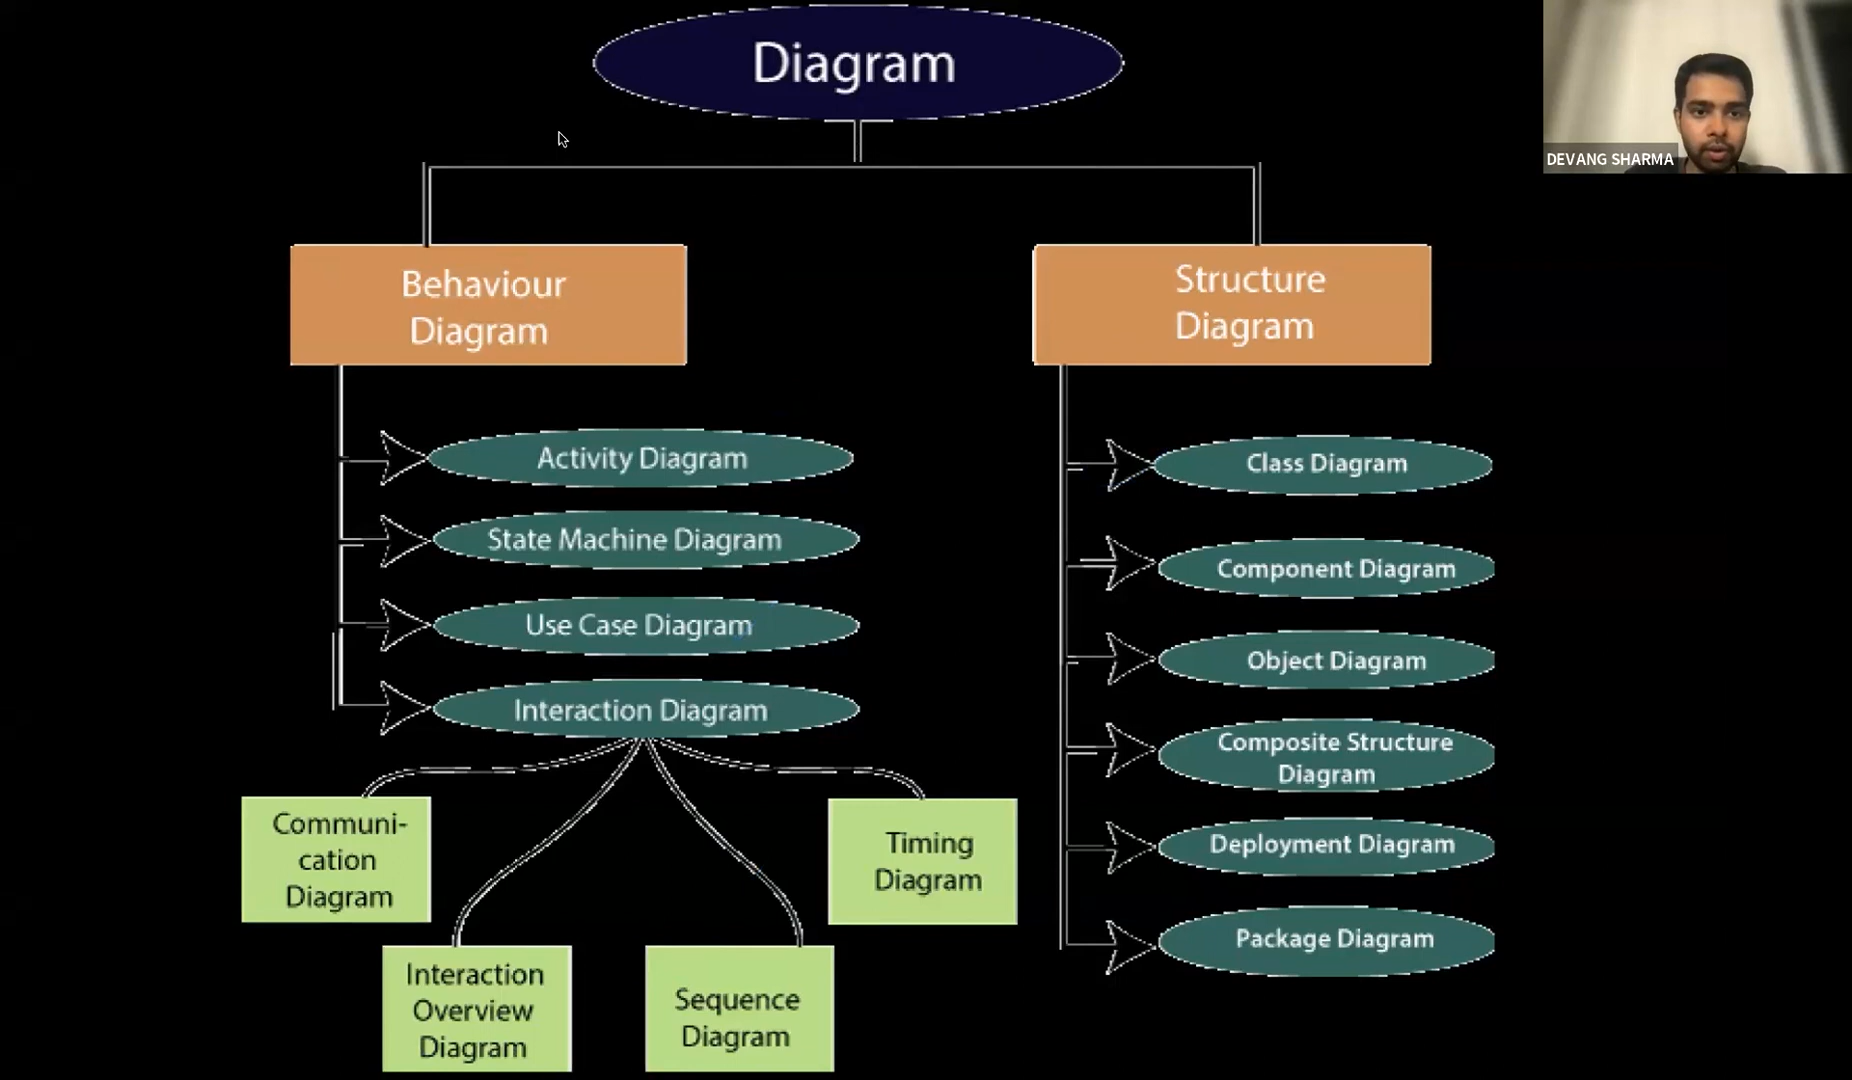 Diagram
DEVANG SHARMA
Behaviour
Diagram
Structure
Diagram
Activity Diagram
State Machine Diagram
Use Case Diagram
Interaction Diagram
Communi-
cation
Diagram
Interaction
Overview
Diagram
Sequence
Diagram
Timing
Diagram
Class Diagram
Component Diagram
Object Diagram
Composite Structure
Diagram
Deployment Diagram
Package Diagram